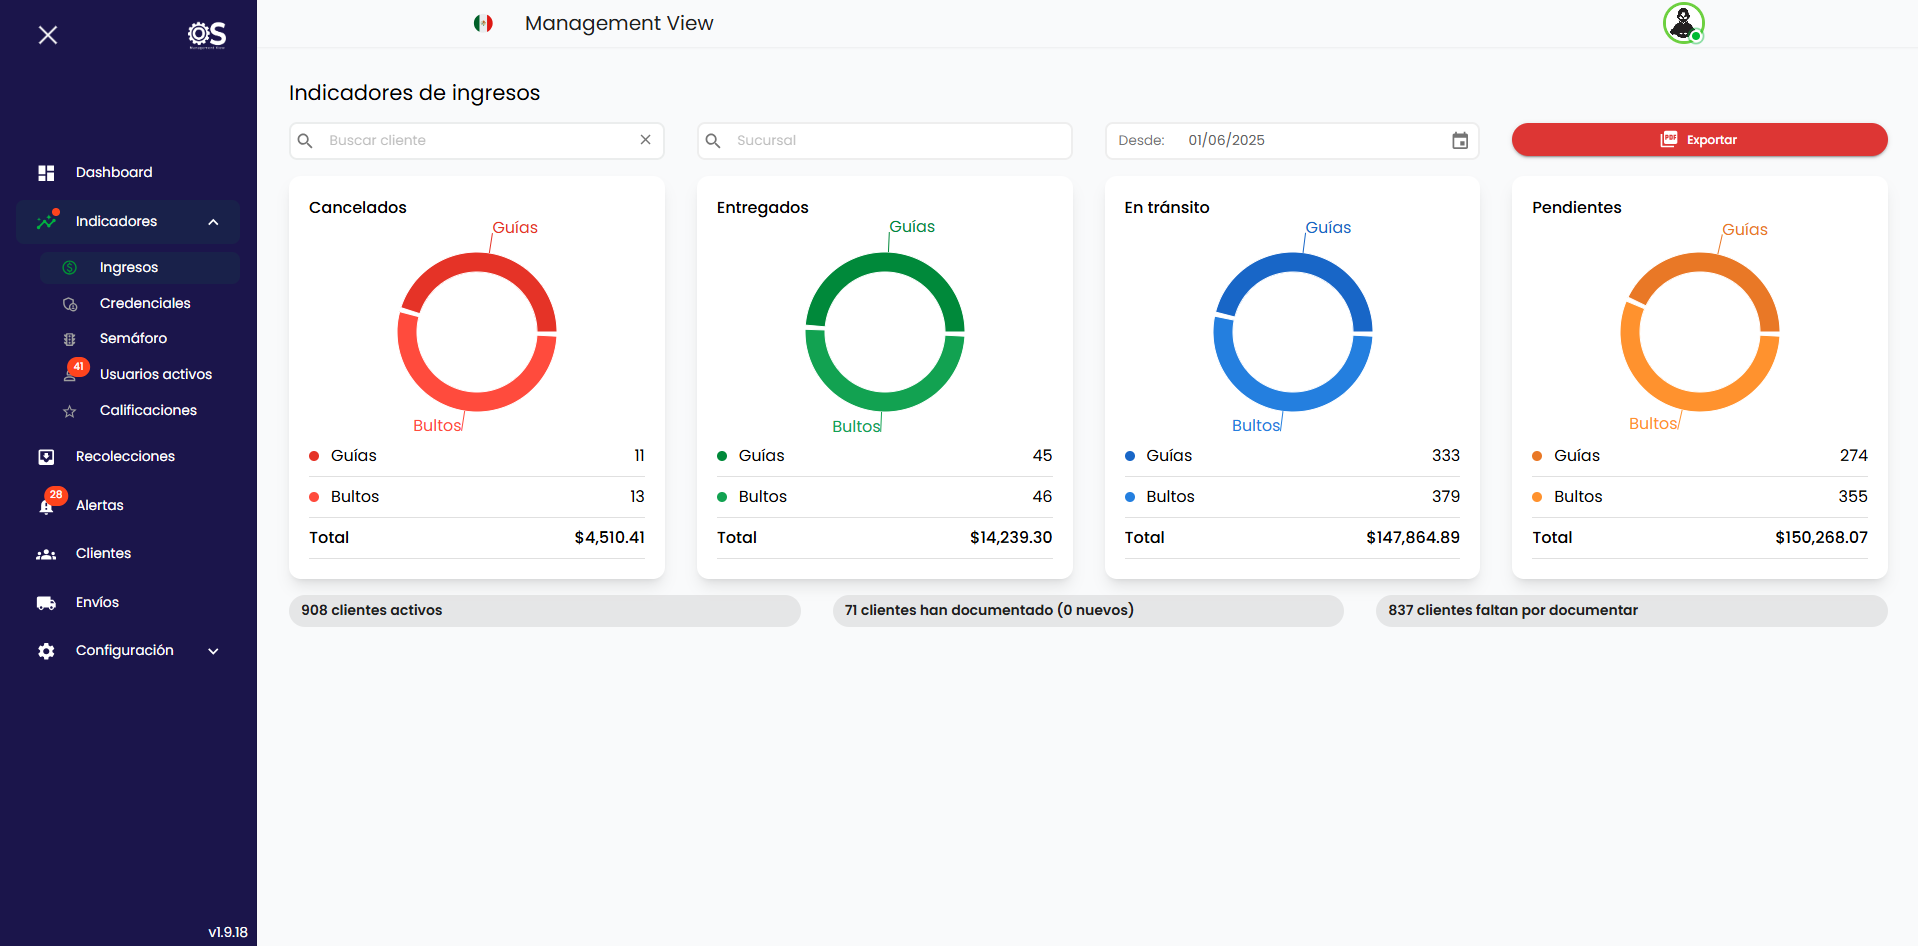 OS
Management View
Dashboard
Indicadores
Ingresos
Credenciales
Semáforo
41
Usuarios activos
Calificaciones
Recolecciones
28
Alertas
Clientes
Envíos
Configuración
v1.9.18
Indicadores de ingresos
Buscar cliente
Sucursal
Desde: 01/06/2025
PDF Exportar
Cancelados
Guías
Bultos
Guías 11
Bultos 13
Total $4,510.41
Entregados
Guías
Bultos
Guías 45
Bultos 46
Total $14,239.30
En tránsito
Guías
Bultos
Guías 333
Bultos 379
Total $147,864.89
Pendientes
Guías
Bultos
Guías 274
Bultos 355
Total $150,268.07
908 clientes activos
71 clientes han documentado (0 nuevos)
837 clientes faltan por documentar